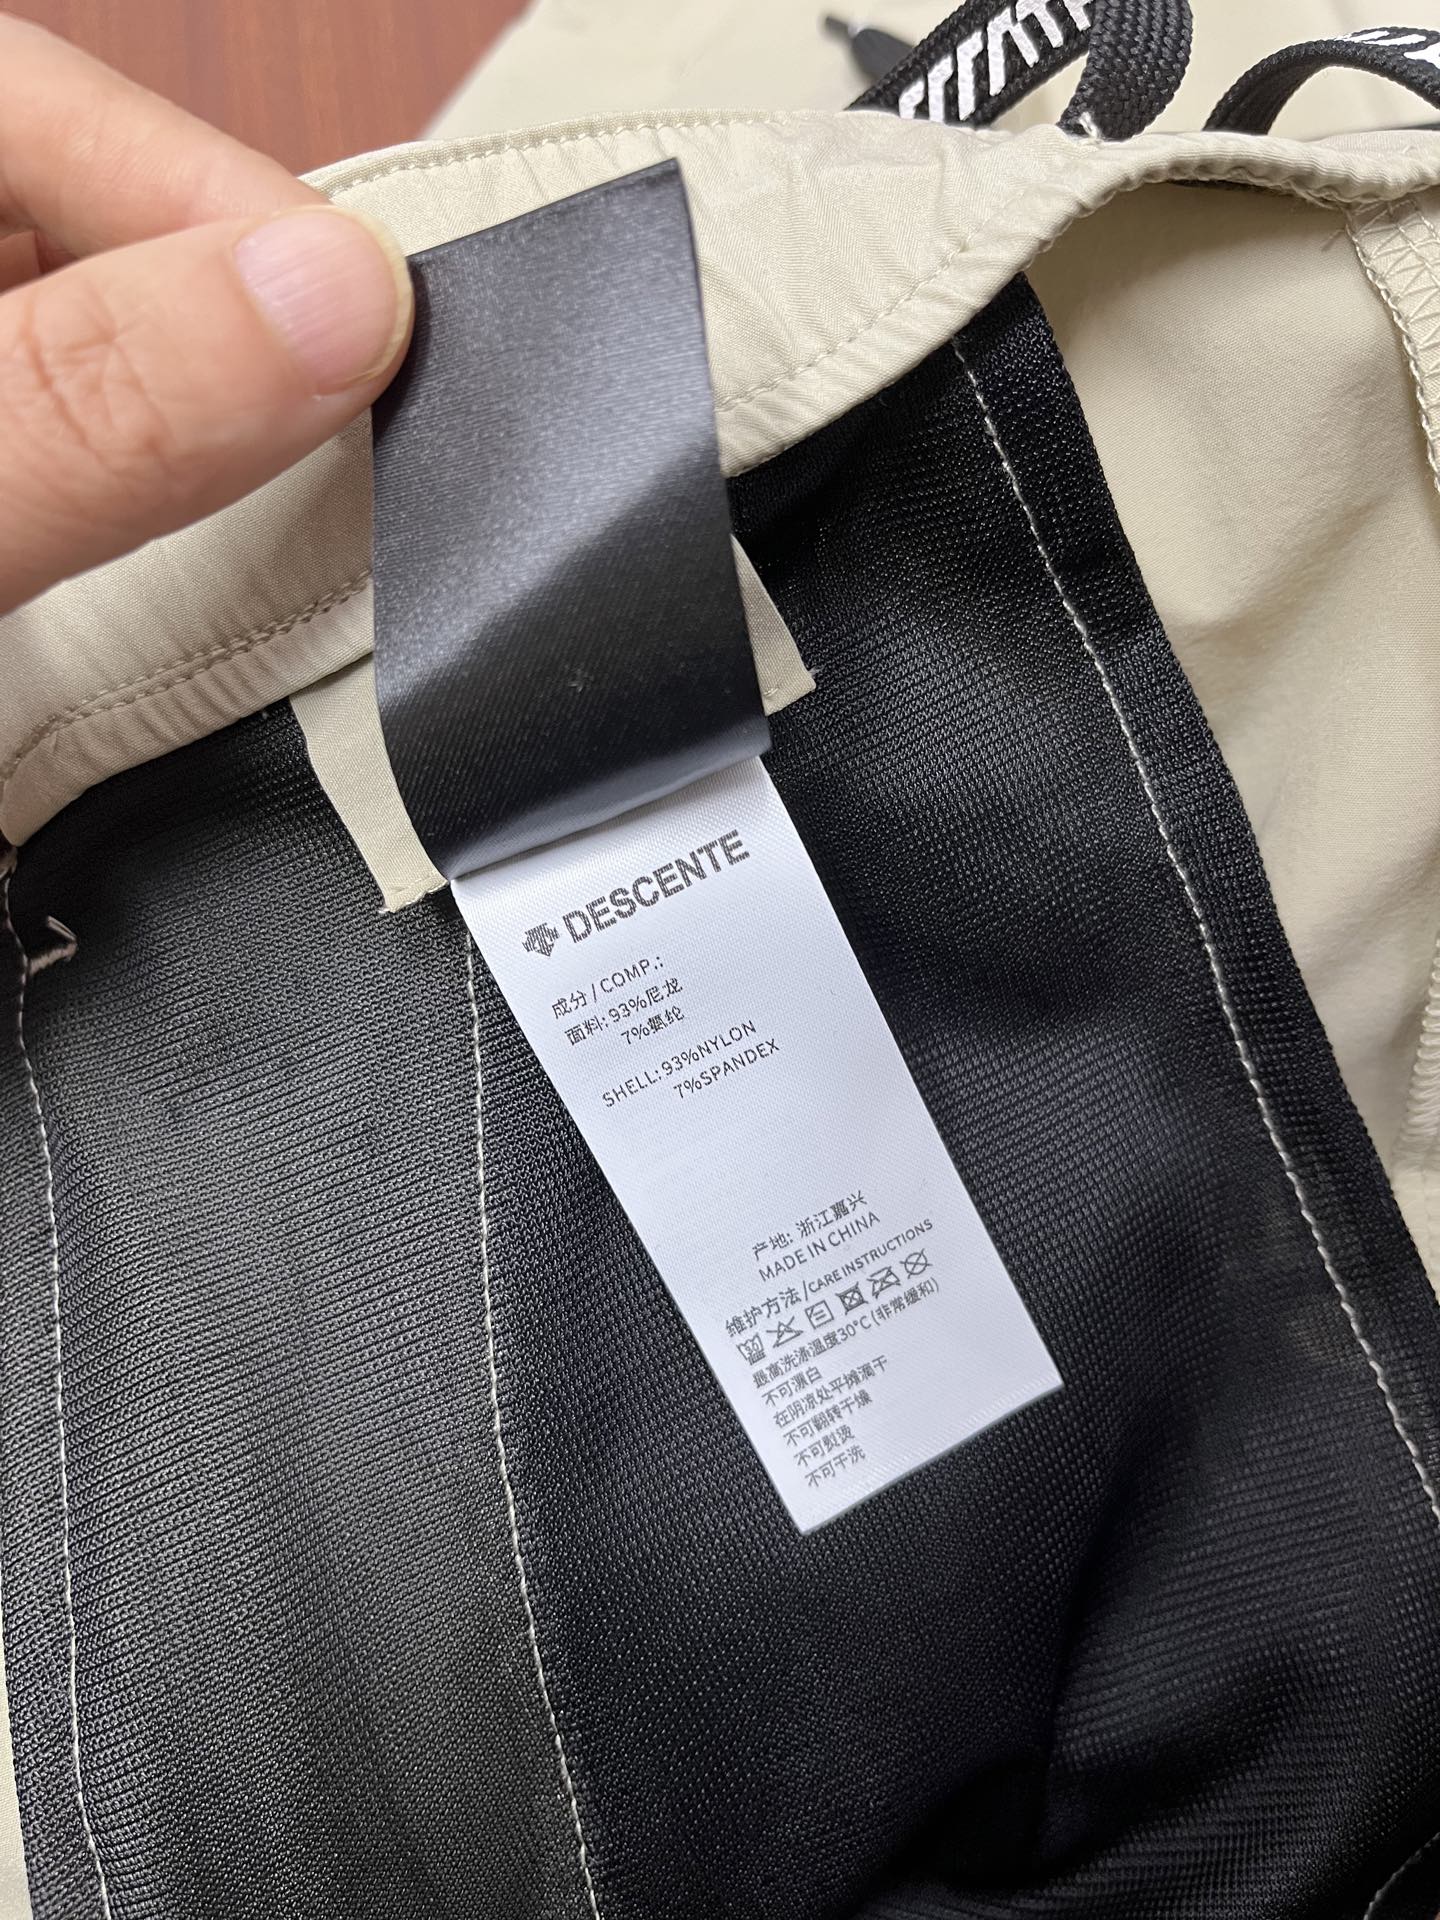 DESCENTE
成分/COMP.:
面料: 93%尼龙
7%氨纶
SHELL: 93%NYLON
7%SPANDEX
产地: 浙江嘉兴
MADE IN CHINA
维护方法/CARE INSTRUCTIONS
最高洗涤温度30°C(非常缓和)
不可漂白
在阴凉处平摊滴干
不可翻转干燥
不可熨烫
不可干洗